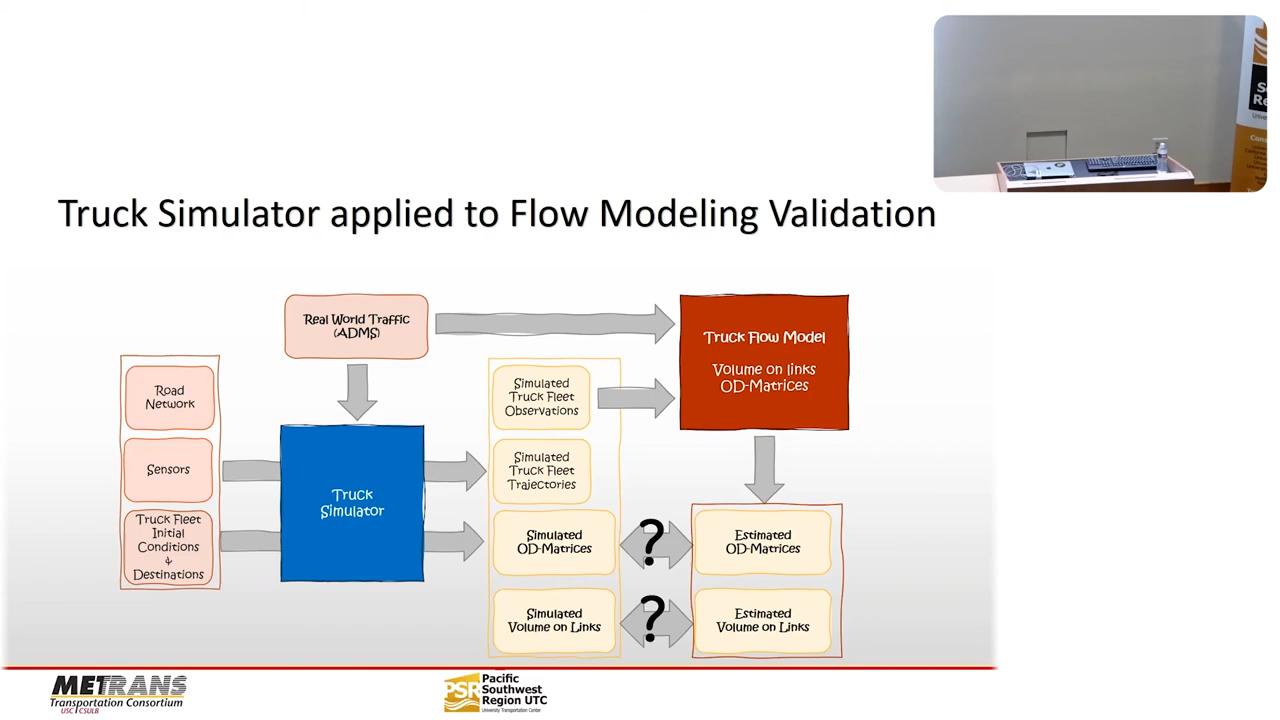 Truck Simulator applied to Flow Modeling Validation
Real World Traffic
(ADMS)
Road
Network
Sensors
Truck Fleet
Initial
Conditions
&
Destinations
Truck
Simulator
Simulated
Truck Fleet
Observations
Simulated
Truck Fleet
Trajectories
Simulated
OD-Matrices
Simulated
Volume on Links
Truck Flow Model
Volume on links
OD-Matrices
?
?
Estimated
OD-Matrices
Estimated
Volume on Links
METRANS
Transportation Consortium
USC | CSULB
PSR
Pacific
Southwest
Region UTC
University Transportation Center